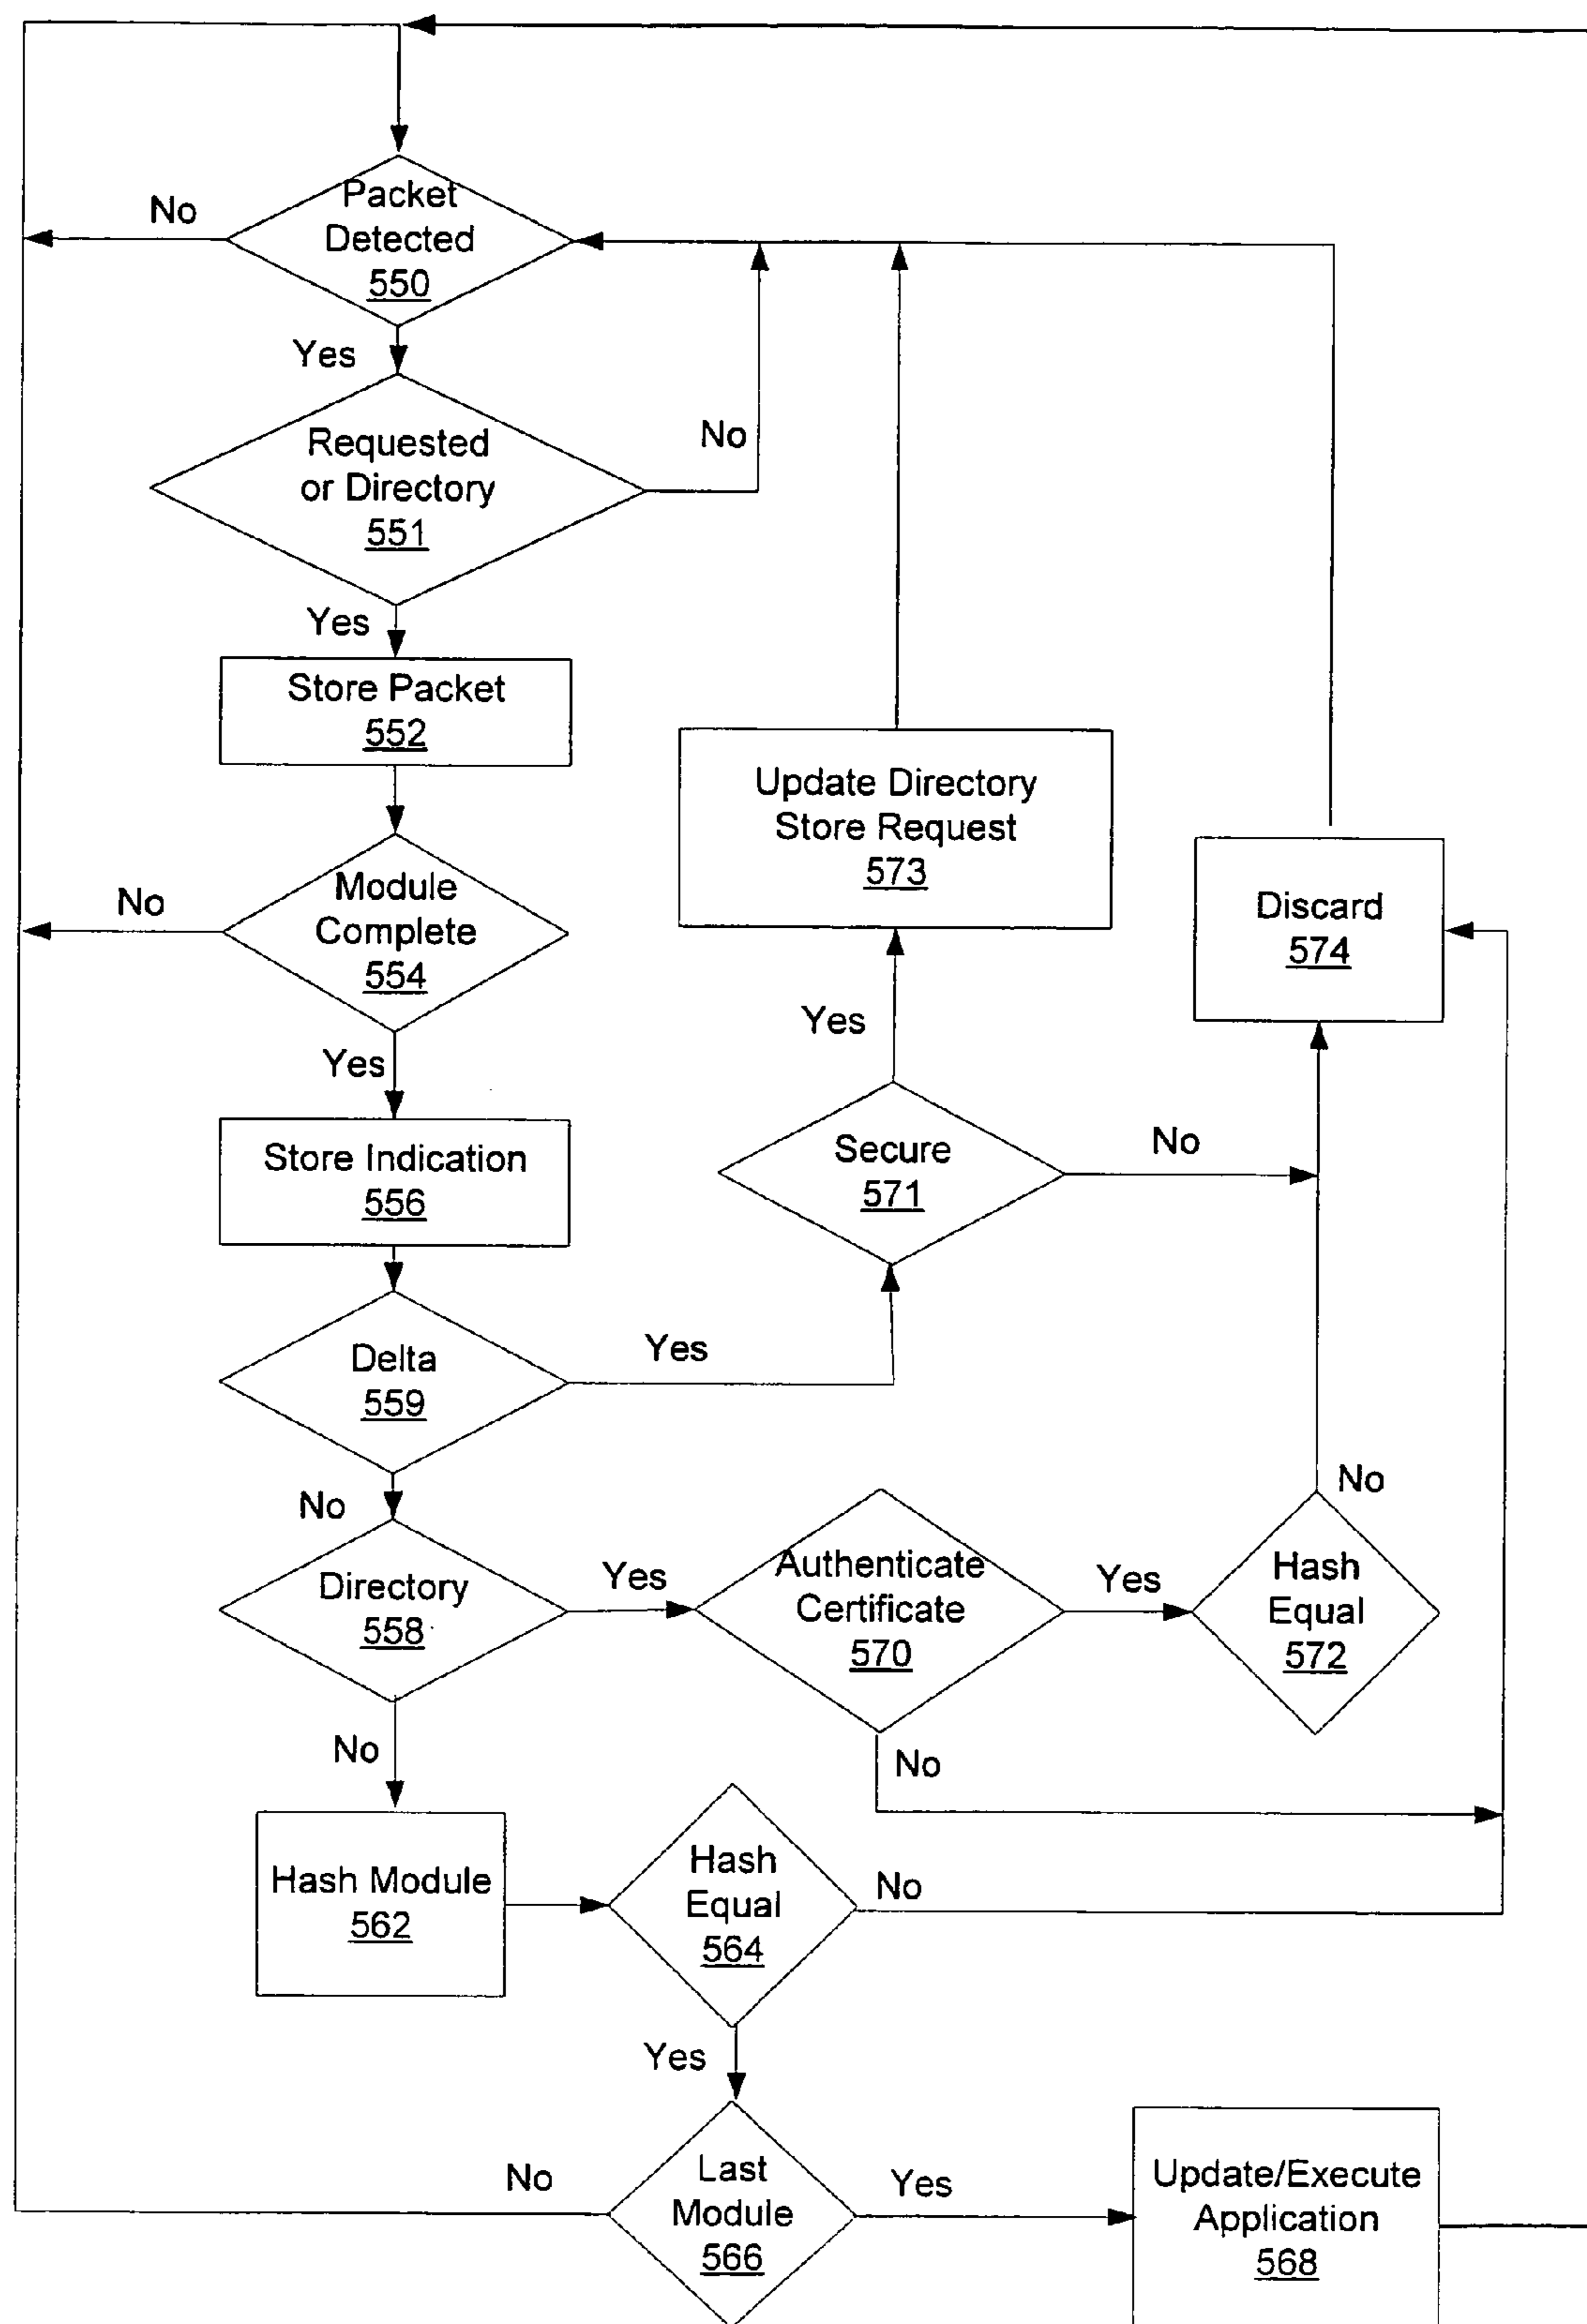 Packet
Detected
550
No
Yes
Requested
or Directory
551
No
Yes
Store Packet
552
Module
Complete
554
No
Yes
Update Directory
Store Request
573
Discard
574
Yes
Store Indication
556
Secure
571
No
Delta
559
Yes
No
Directory
558
Yes
Authenticate
Certificate
570
Yes
Hash
Equal
572
No
No
No
Hash Module
562
Hash
Equal
564
No
Yes
Last
Module
566
No
Yes
Update/Execute
Application
568